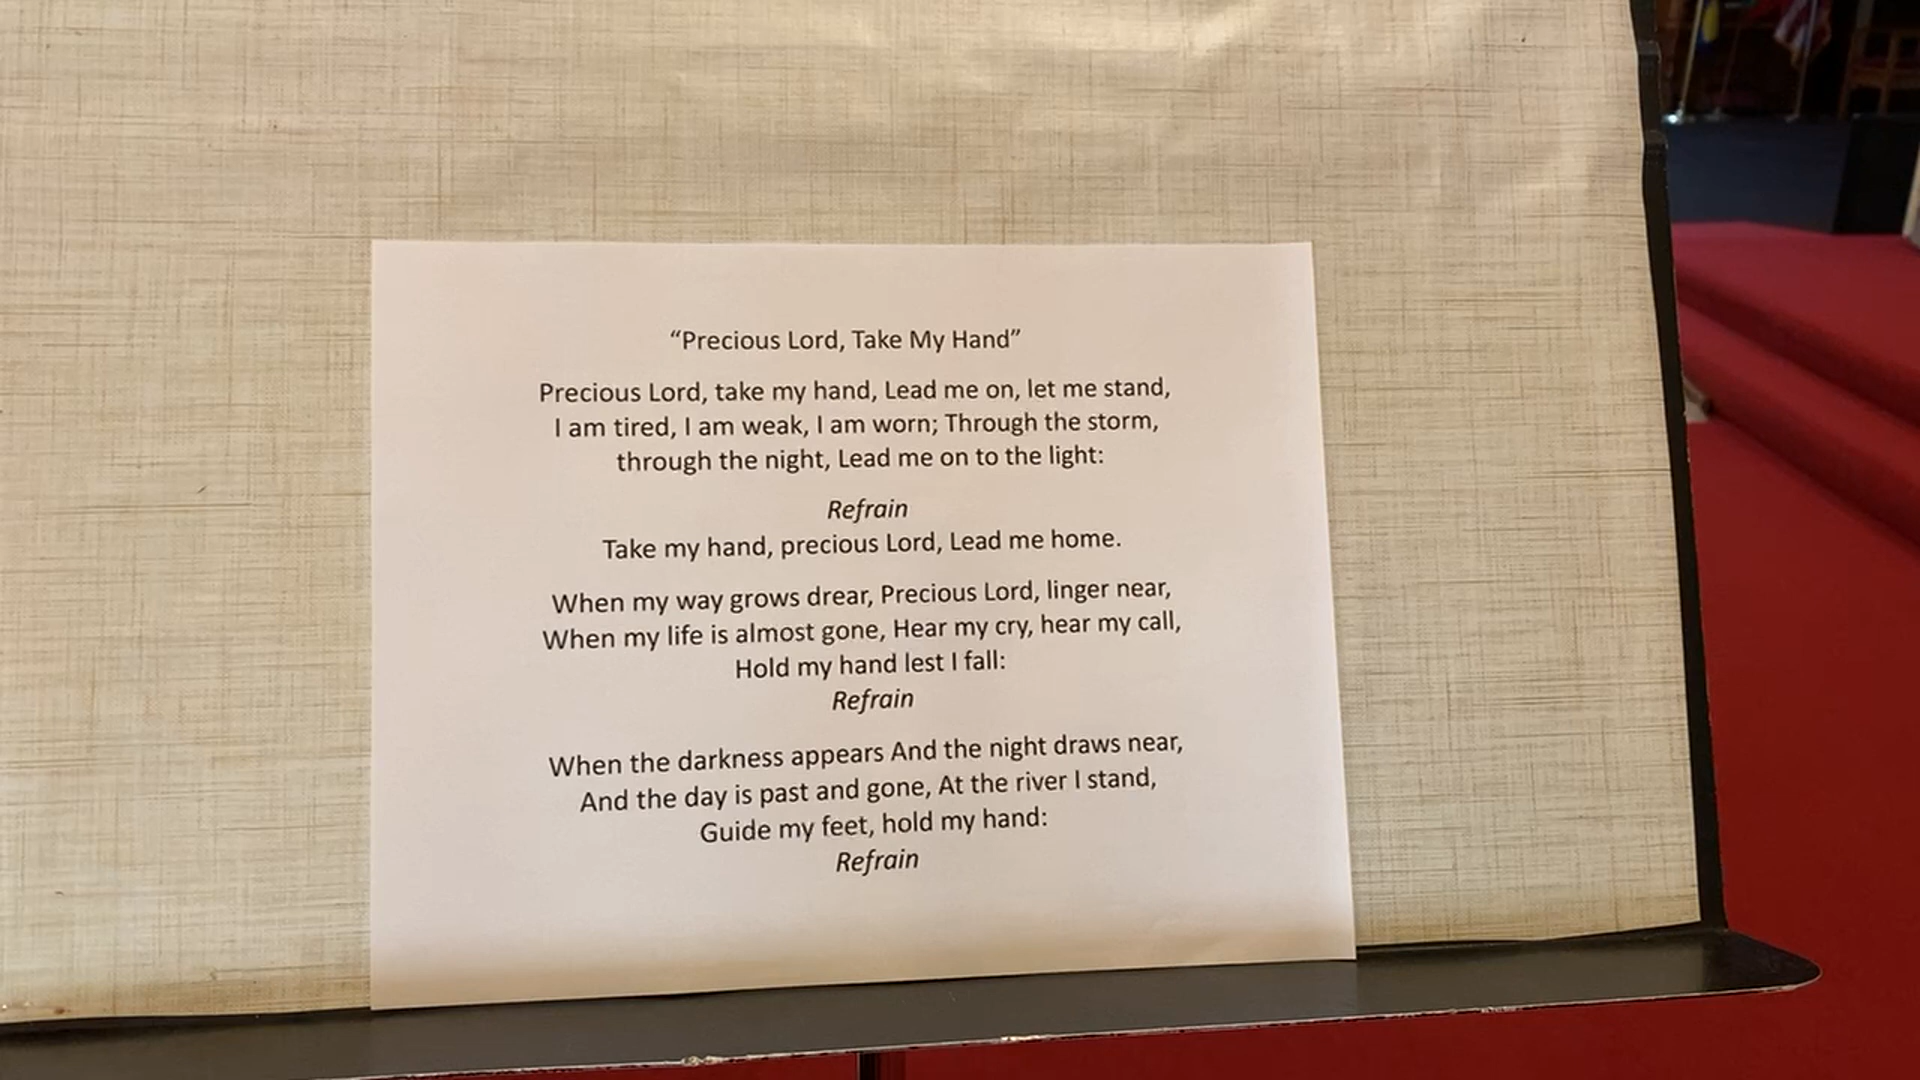 “Precious Lord, Take My Hand”
Precious Lord, take my hand, Lead me on, let me stand,
I am tired, I am weak, I am worn; Through the storm,
through the night, Lead me on to the light:
Refrain
Take my hand, precious Lord, Lead me home.
When my way grows drear, Precious Lord, linger near,
When my life is almost gone, Hear my cry, hear my call,
Hold my hand lest I fall:
Refrain
When the darkness appears And the night draws near,
And the day is past and gone, At the river I stand,
Guide my feet, hold my hand:
Refrain